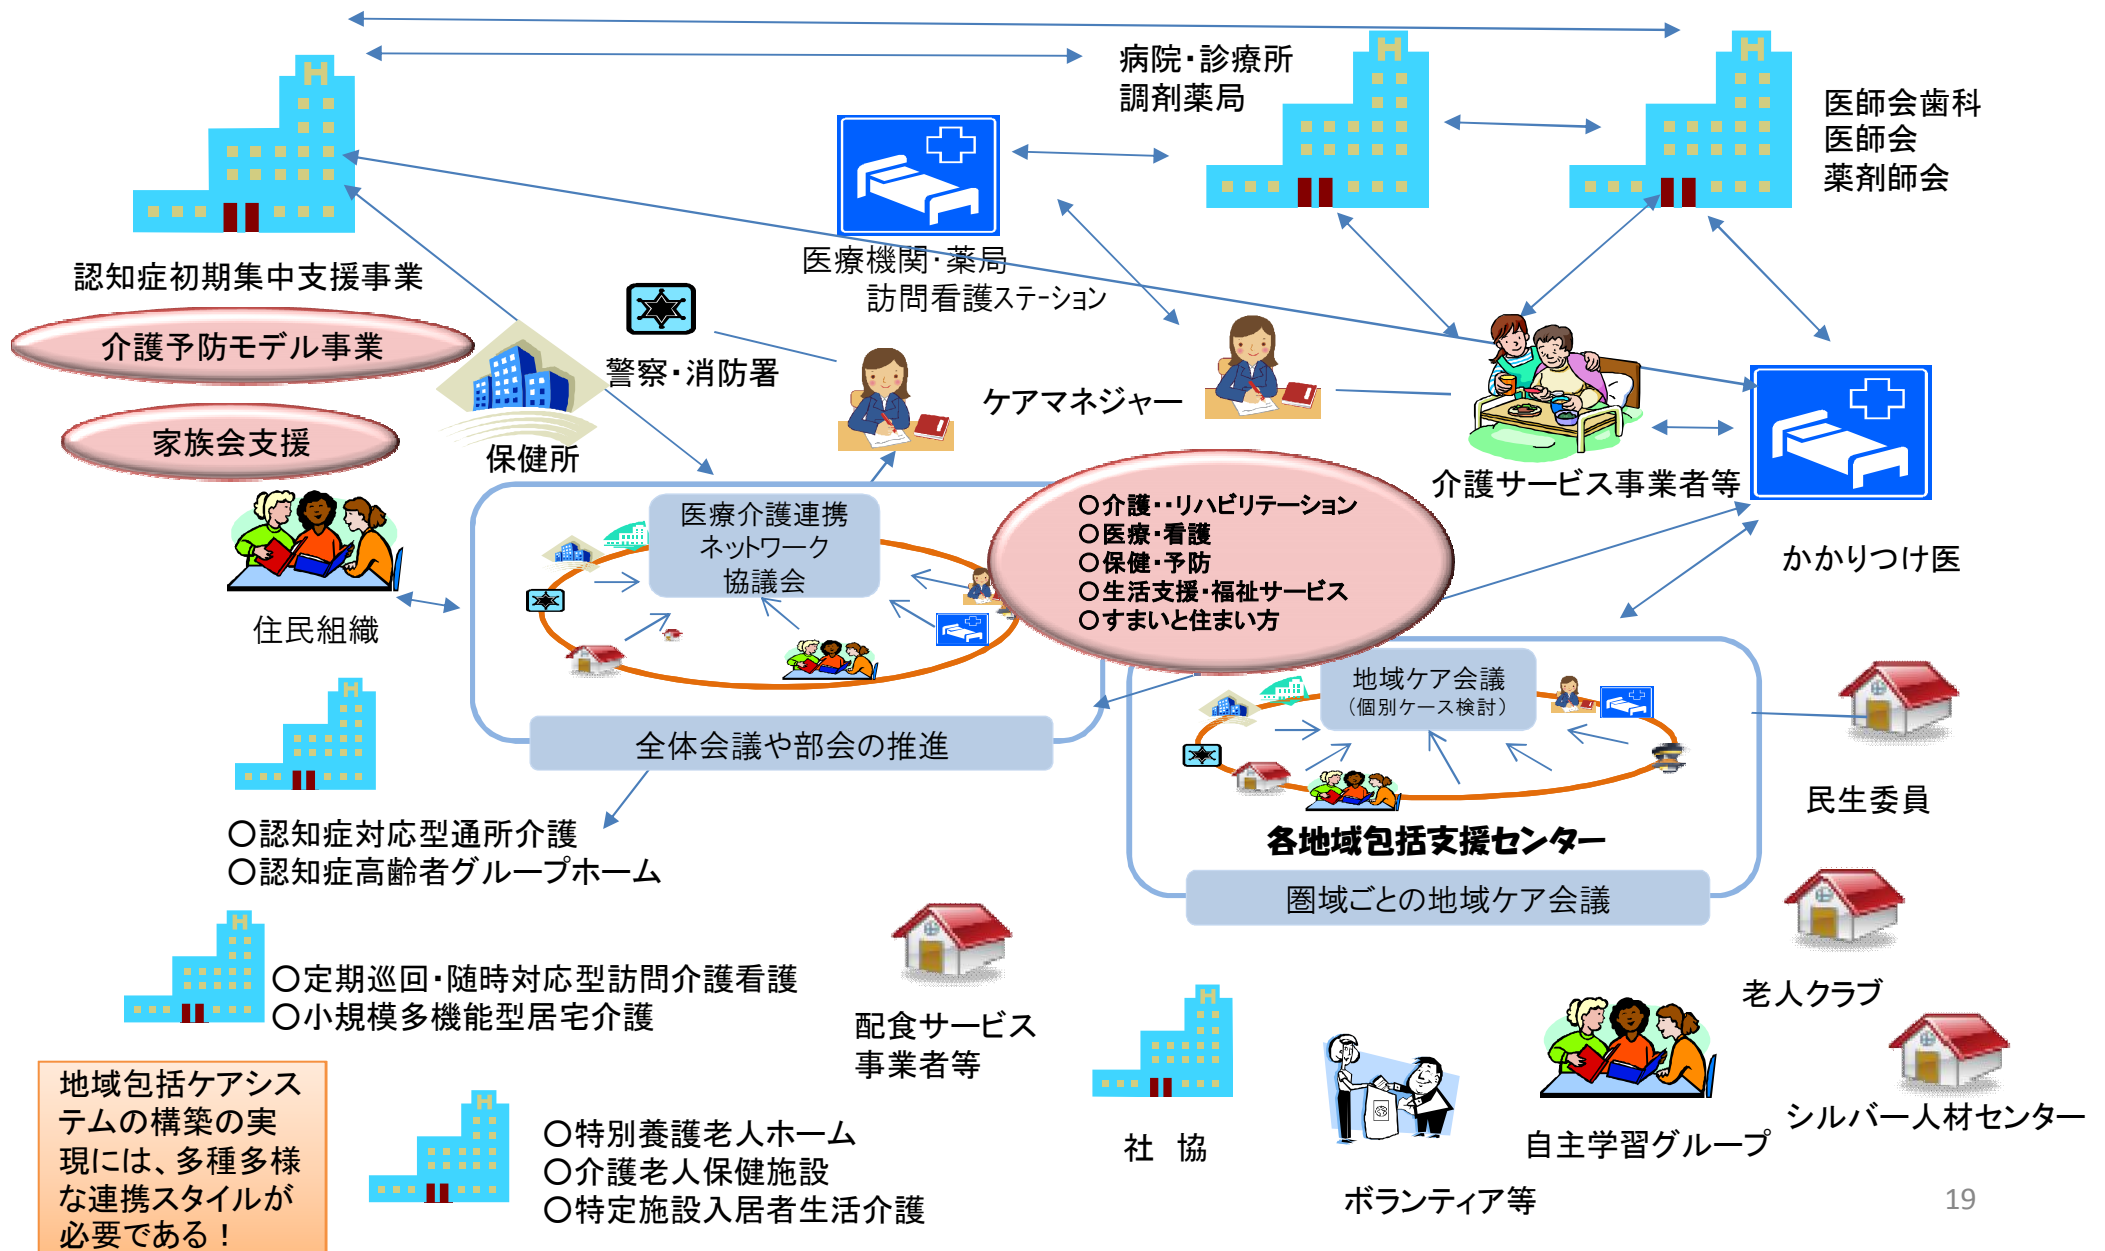 病院・診療所
調剤薬局
医師会歯科
医師会
薬剤師会
認知症初期集中支援事業
医療機関・薬局
訪問看護ステーション
介護予防モデル事業
警察・消防署
ケアマネジャー
家族会支援
保健所
介護サービス事業者等
かかりつけ医
住民組織
医療介護連携
ネットワーク
協議会
〇介護・・リハビリテーション
〇医療・看護
〇保健・予防
〇生活支援・福祉サービス
〇すまいと住まい方
全体会議や部会の推進
地域ケア会議
（個別ケース検討）
各地域包括支援センター
圏域ごとの地域ケア会議
民生委員
〇認知症対応型通所介護
〇認知症高齢者グループホーム
老人クラブ
〇定期巡回・随時対応型訪問介護看護
〇小規模多機能型居宅介護
配食サービス
事業者等
シルバー人材センター
地域包括ケアシス
テムの構築の実
現には、多種多様
な連携スタイルが
必要である！
〇特別養護老人ホーム
〇介護老人保健施設
〇特定施設入居者生活介護
社 協
ボランティア等
自主学習グループ
19